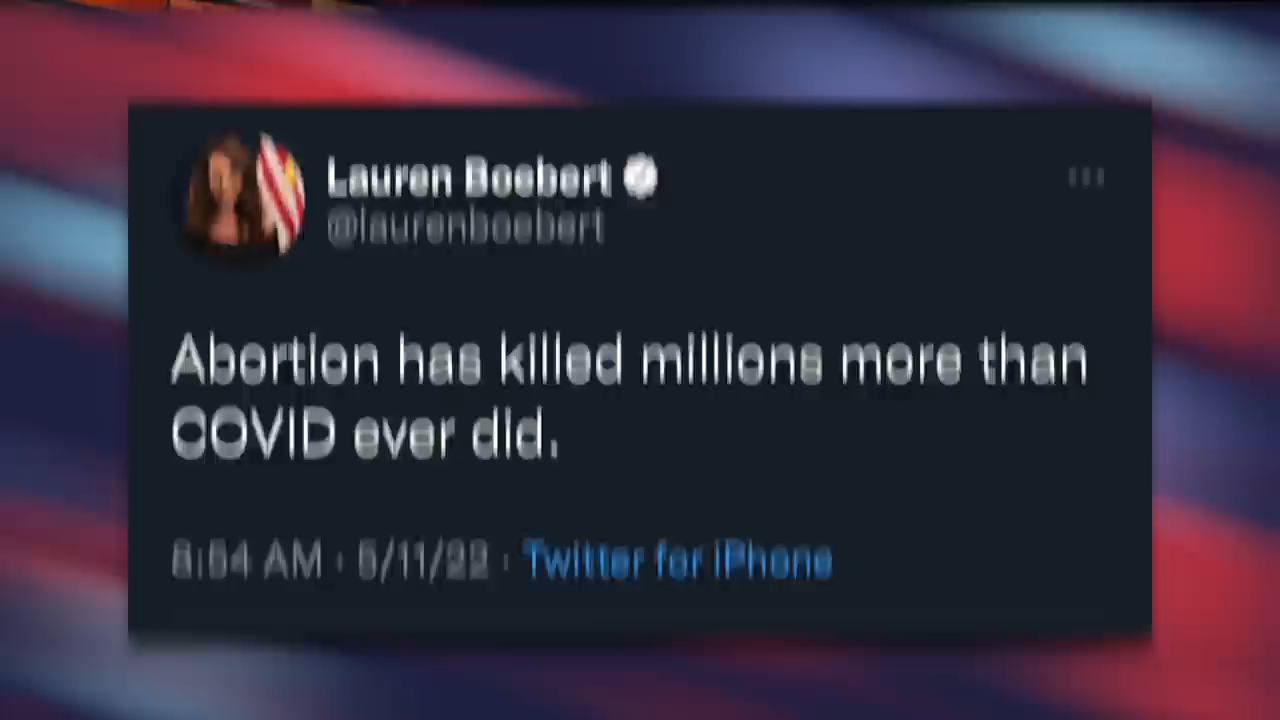 Lauren Boebert
@laurenboebert
...
Abortion has killed millions more than
COVID ever did.
8:54 AM · 5/11/22 · Twitter for iPhone